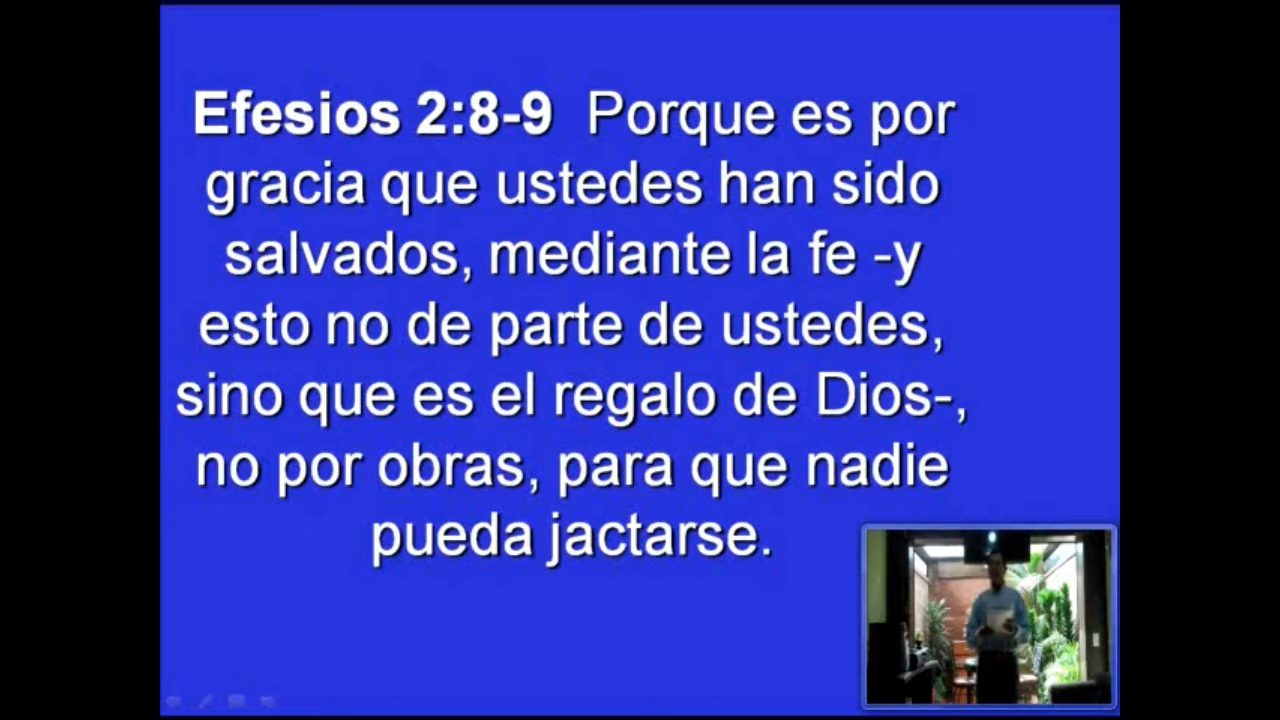 Efesios 2:8-9 Porque es por
gracia que ustedes han sido
salvados, mediante la fe -y
esto no de parte de ustedes,
sino que es el regalo de Dios-,
no por obras, para que nadie
pueda jactarse.